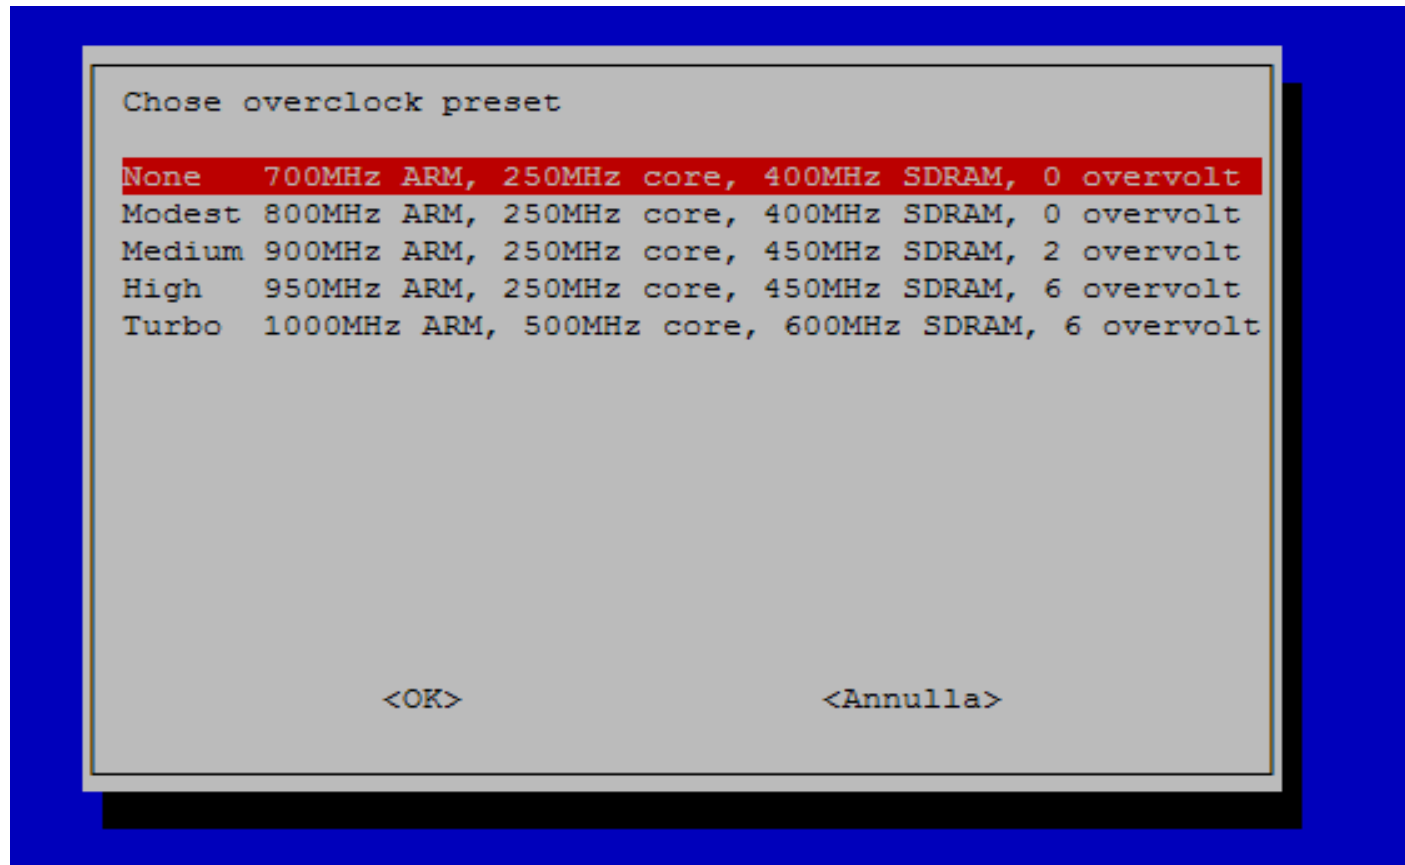 Chose overclock preset
None 700MHz ARM, 250MHz core, 400MHz SDRAM, 0 overvolt
Modest 800MHz ARM, 250MHz core, 400MHz SDRAM, 0 overvolt
Medium 900MHz ARM, 250MHz core, 450MHz SDRAM, 2 overvolt
High 950MHz ARM, 250MHz core, 450MHz SDRAM, 6 overvolt
Turbo 1000MHz ARM, 500MHz core, 600MHz SDRAM, 6 overvolt
<OK> <Annulla>